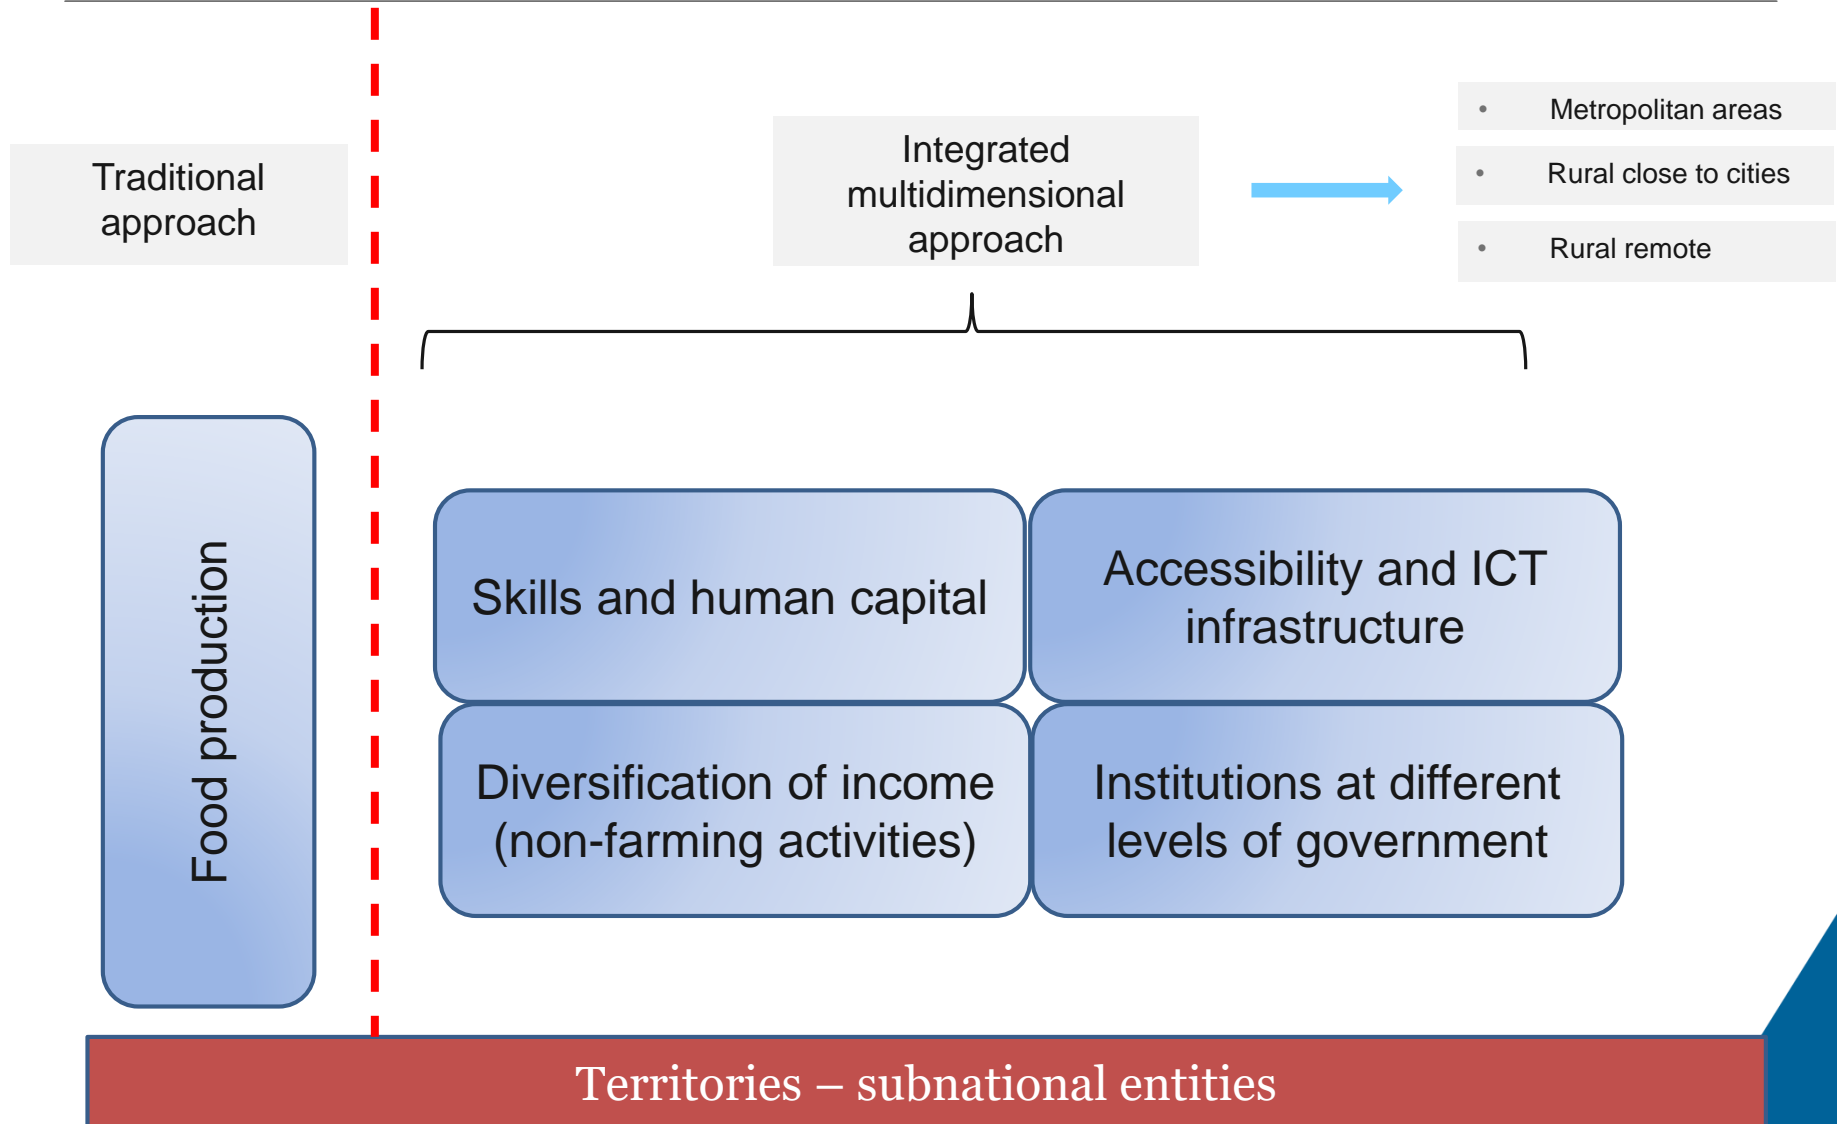 Traditional
approach
Integrated
multidimensional
approach
• Metropolitan areas
• Rural close to cities
• Rural remote
Food production
Skills and human capital
Accessibility and ICT
infrastructure
Diversification of income
(non-farming activities)
Institutions at different
levels of government
Territories – subnational entities